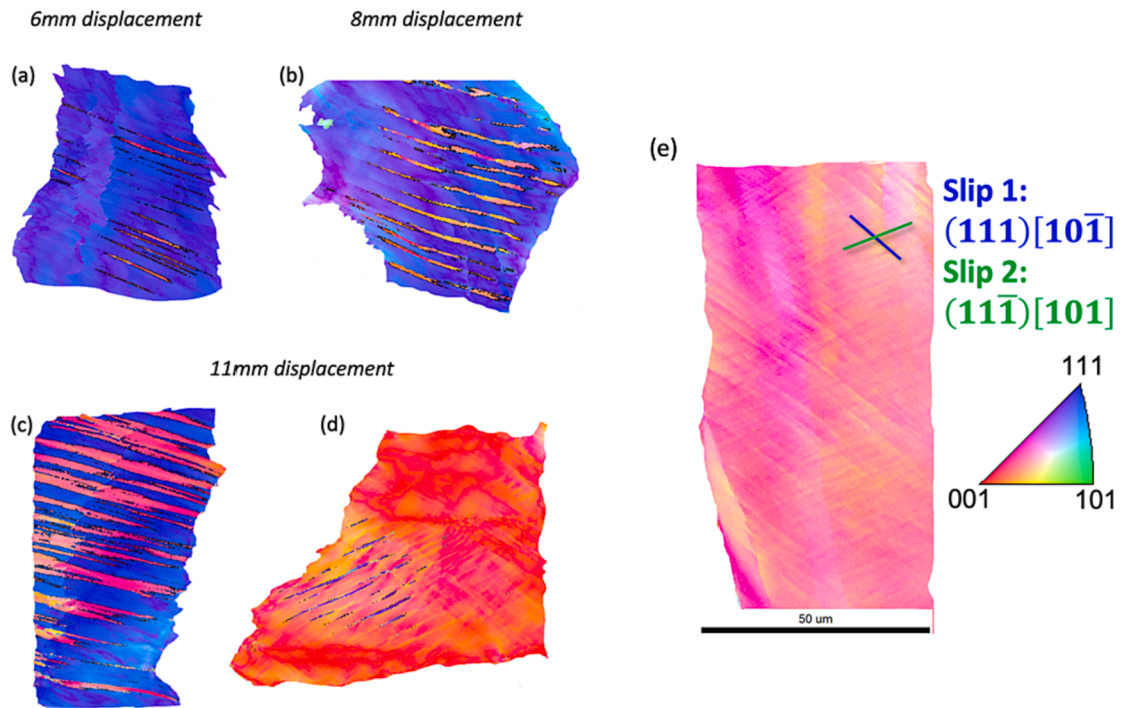 6mm displacement
8mm displacement
(a)
(b)
11mm displacement
(c)
(d)
(e)
Slip 1:
(111)[101̄]
Slip 2:
(111̄)[101]
111
001
101
50 um